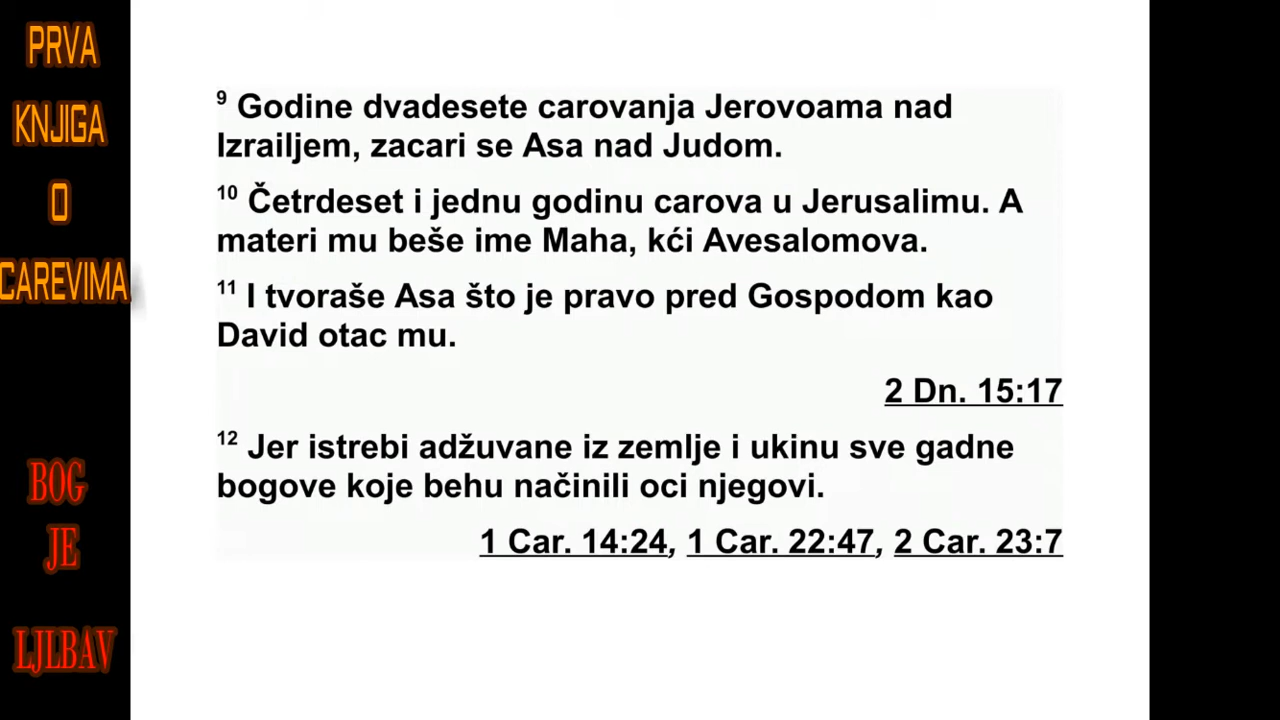 PRVA
KNJIGA
O
CAREVIMA
BOG
JE
LJLBAV
9 Godine dvadesete carovanja Jerovoama nad
Izrailjem, zacari se Asa nad Judom.
10 Četrdeset i jednu godinu carova u Jerusalimu. A
materi mu beše ime Maha, kći Avesalomova.
11 I tvoraše Asa što je pravo pred Gospodom kao
David otac mu.
2 Dn. 15:17
12 Jer istrebi adžuvane iz zemlje i ukinu sve gadne
bogove koje behu načinili oci njegovi.
1 Car. 14:24, 1 Car. 22:47, 2 Car. 23:7